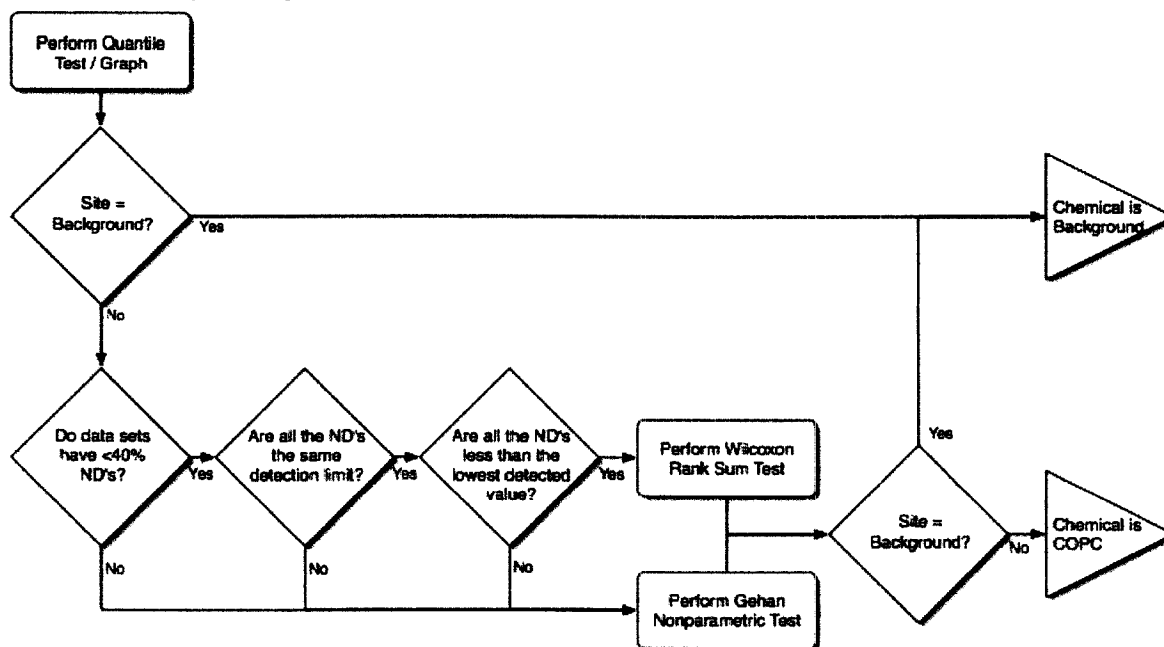 Perform Quantile
Test / Graph
Site =
Background?
Yes
No
Chemical is
Background
Do data sets
have <40%
ND's?
Yes
No
Are all the ND's
the same
detection limit?
Yes
No
Are all the ND's
less than the
lowest detected
value?
Yes
No
Perform Wilcoxon
Rank Sum Test
Perform Gehan
Nonparametric Test
Site =
Background?
Yes
No
Chemical is
COPC